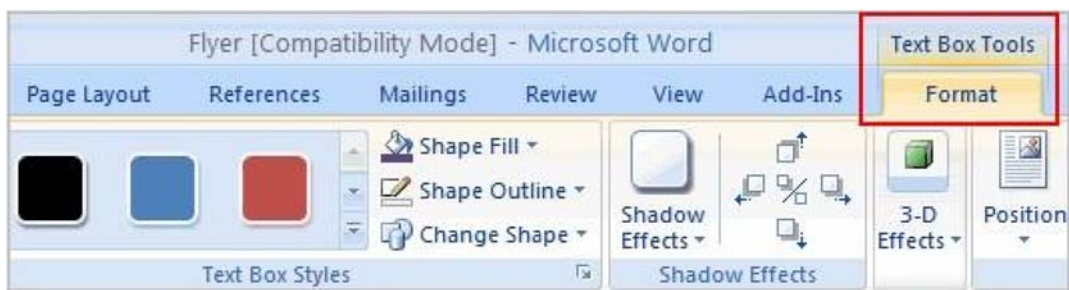 Flyer [Compatibility Mode] - Microsoft Word
Text Box Tools
Page Layout References Mailings Review View Add-Ins Format
Shape Fill
Shape Outline
Change Shape
Shadow Effects
3-D Effects
Position
Text Box Styles Shadow Effects